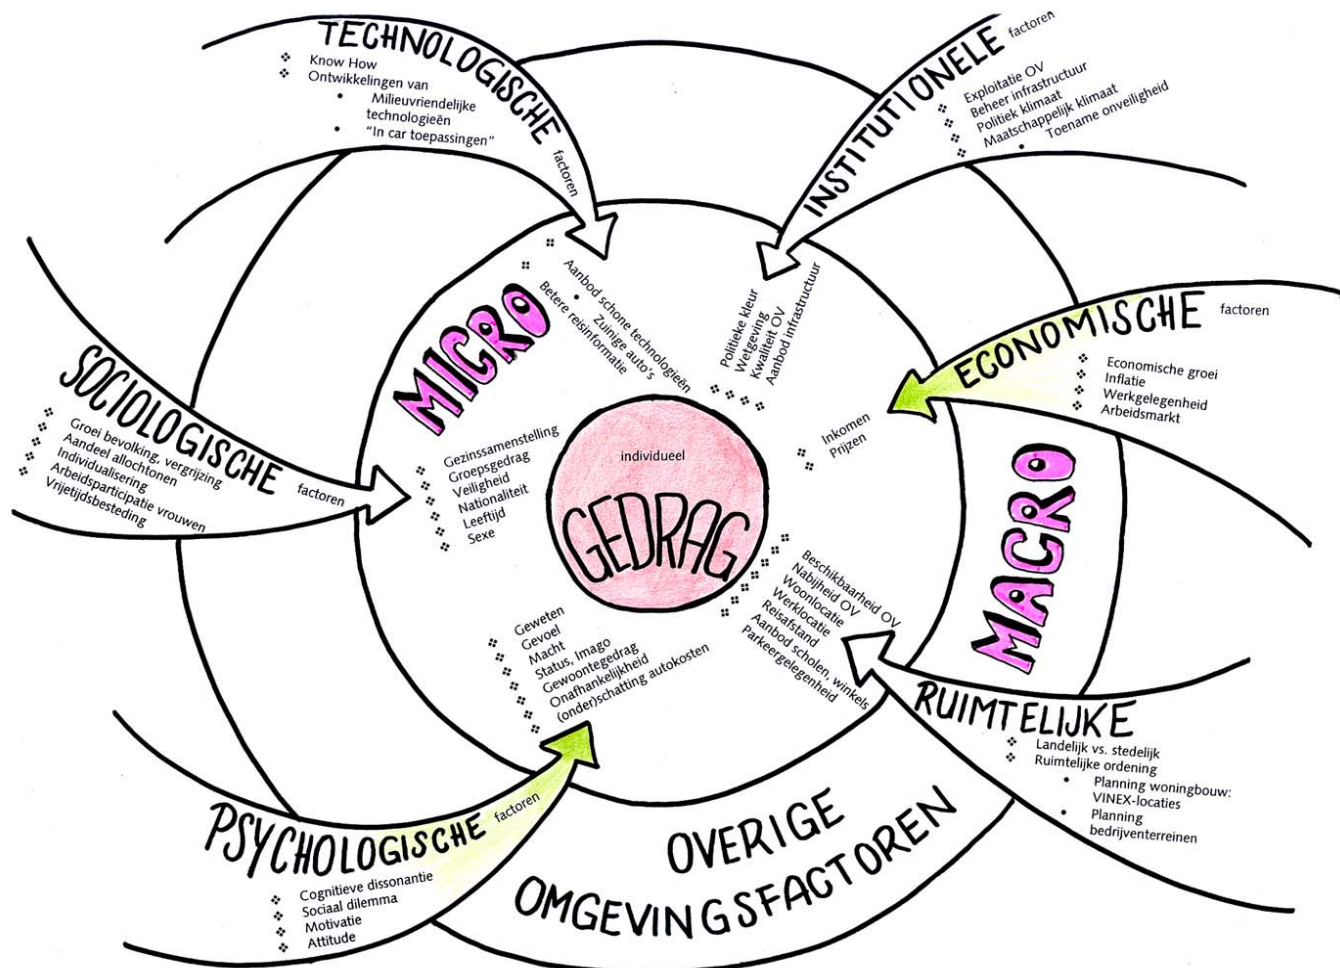 TECHNOLOGISCHE factoren
Know How
Ontwikkelingen van
Milieuvriendelijke
technologieën
“In car toepassingen”
INSTITUTIONELE factoren
Exploitatie OV
Beheer infrastructuur
Politiek klimaat
Maatschappelijk klimaat
Toename onveiligheid
MICRO
Aanbod schone technologieën
Zuinige auto's
Betere reisinformatie
Politieke kleur
Wetgeving
Kwaliteit OV
Aanbod infrastructuur
ECONOMISCHE factoren
Economische groei
Inflatie
Werkgelegenheid
Arbeidsmarkt
Inkomen
Prijzen
SOCIOLOGISCHE factoren
Groei bevolking, vergrijzing
Aandeel allochtonen
Individualisering
Arbeidsparticipatie vrouwen
Vrijetijdsbesteding
Gezinssamenstelling
Groepsgedrag
Veiligheid
Nationaliteit
Leeftijd
Sexe
individueel
GEDRAG
MACRO
Beschikbaarheid OV
Nabijheid OV
Woonlocatie
Werklocatie
Reisafstand
Aanbod scholen, winkels
Parkeergelegenheid
Geweten
Gevoel
Macht
Status, Imago
Gewoontegedrag
Onafhankelijkheid
(onder)schatting autokosten
RUIMTELIJKE
Landelijk vs. stedelijk
Ruimtelijke ordening
Planning woningbouw:
VINEX-locaties
Planning
bedrijventerreinen
PSYCHOLOGISCHE factoren
Cognitieve dissonantie
Sociaal dilemma
Motivatie
Attitude
OVERIGE
OMGEVINGSFACTOREN